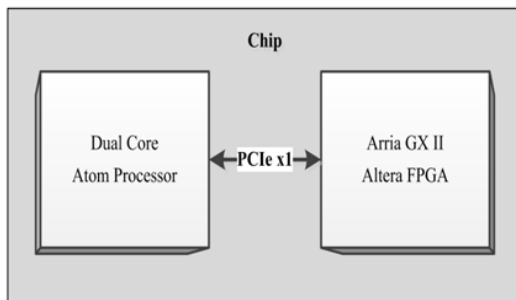 Chip
Dual Core
Atom Processor
PCIe x1
Arria GX II
Altera FPGA